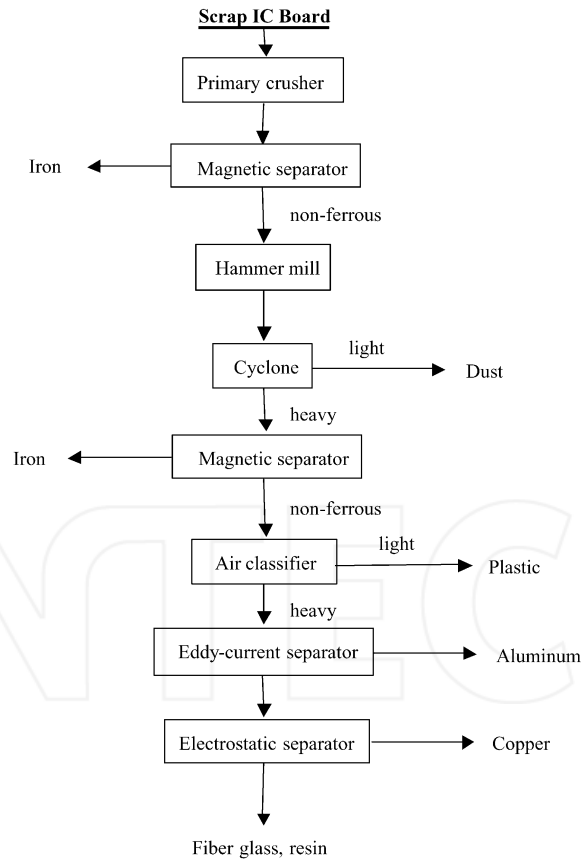 Scrap IC Board
Primary crusher
Iron
Magnetic separator
non-ferrous
Hammer mill
light
Cyclone
Dust
heavy
Iron
Magnetic separator
non-ferrous
light
Air classifier
Plastic
heavy
Eddy-current separator
Aluminum
Electrostatic separator
Copper
Fiber glass, resin
NTEC